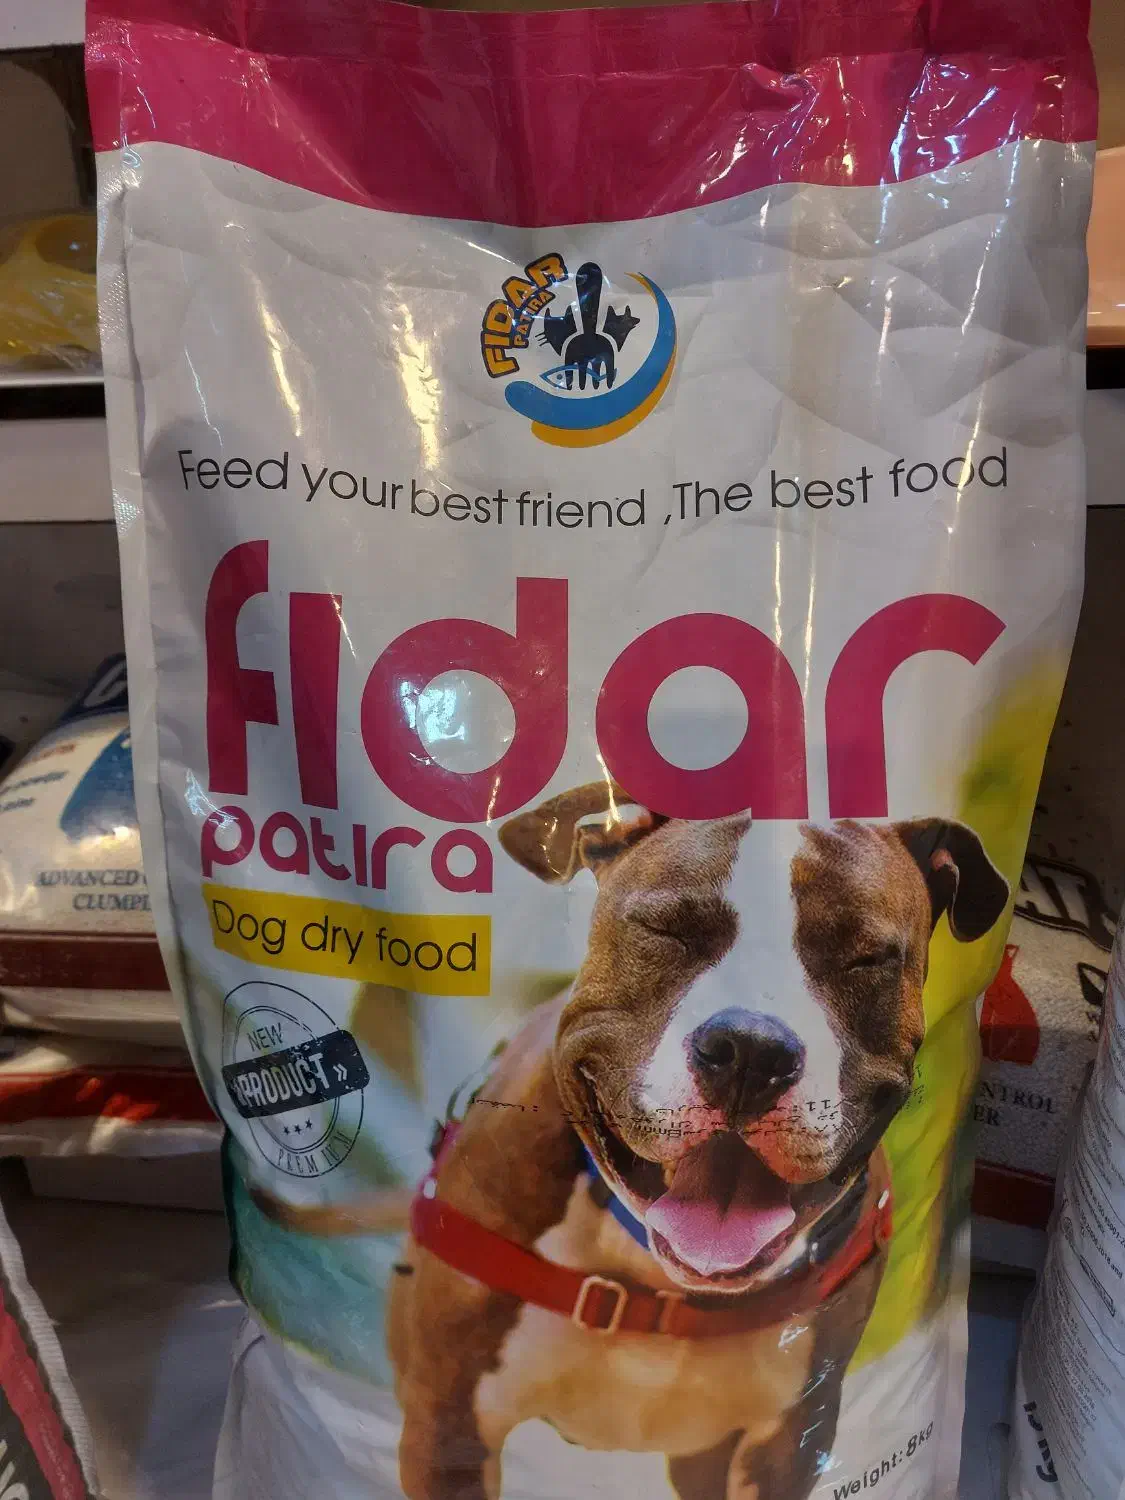 FIDAR
PATIRA
Feed your best friend ,The best food
fidar
patira
Dog dry food
NEW
PRODUCT »
PREMIUM
Weight: 8kg
ADVANCED
CLUMPI